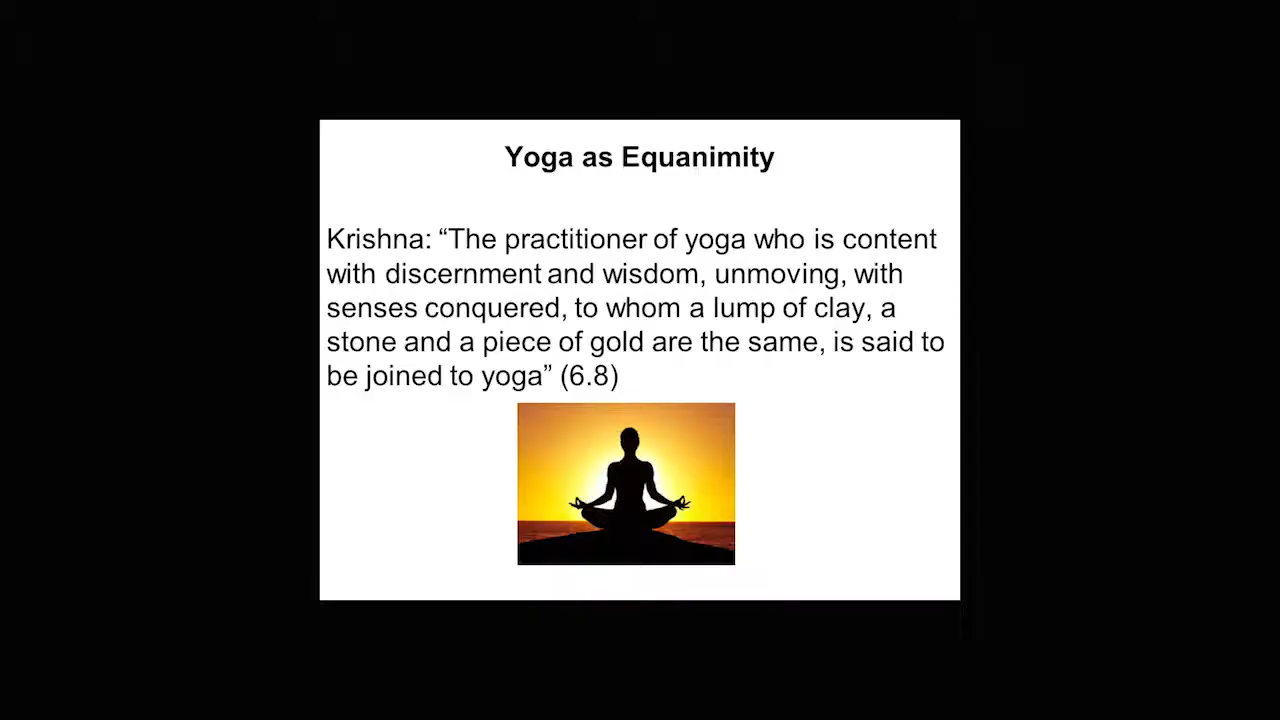 Yoga as Equanimity
Krishna: “The practitioner of yoga who is content
with discernment and wisdom, unmoving, with
senses conquered, to whom a lump of clay, a
stone and a piece of gold are the same, is said to
be joined to yoga” (6.8)